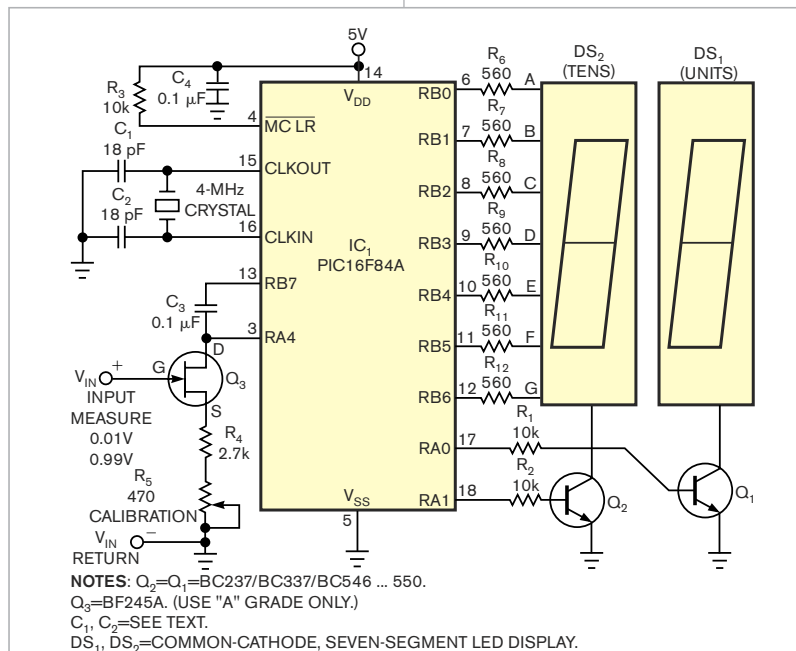 5V
R3
10k
C4
0.1 μF
14
VDD
4
MC LR
C1
18 pF
15
CLKOUT
4-MHz
CRYSTAL
C2
18 pF
16
CLKIN
IC1
PIC16F84A
13
RB7
C3
0.1 μF
3
RA4
D
G
S
Q3
VIN
+
INPUT
MEASURE
0.01V
0.99V
R4
2.7k
R5
470
CALIBRATION
VIN
–
RETURN
VSS
5
RB0
6
R6
560
A
RB1
7
R7
560
B
RB2
8
R8
560
C
RB3
9
R9
560
D
RB4
10
R10
560
E
RB5
11
R11
560
F
RB6
12
R12
560
G
RA0
17
R1
10k
RA1
18
R2
10k
Q2
Q1
DS2
(TENS)
DS1
(UNITS)
NOTES: Q2=Q1=BC237/BC337/BC546 ... 550.
Q3=BF245A. (USE "A" GRADE ONLY.)
C1, C2=SEE TEXT.
DS1, DS2=COMMON-CATHODE, SEVEN-SEGMENT LED DISPLAY.